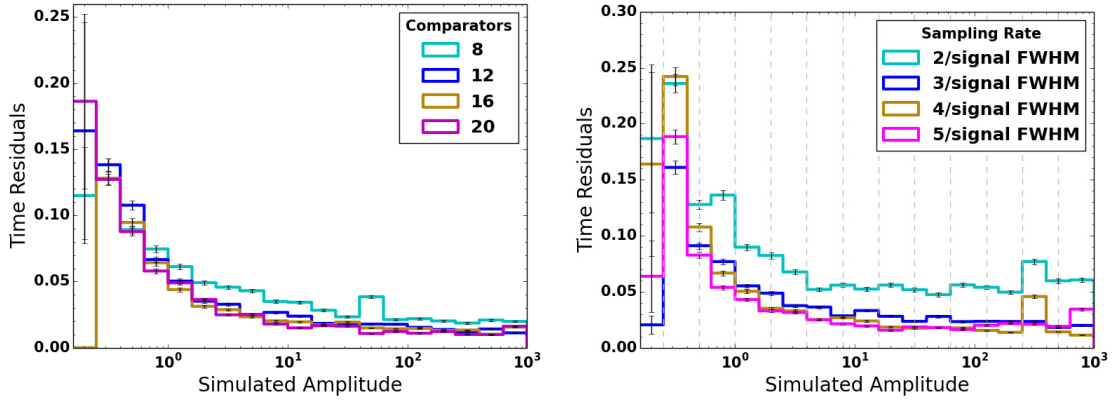 0.25
0.20
0.15
0.10
0.05
0.00
Time Residuals
Comparators
8
12
16
20
10⁰
10¹
10²
10³
Simulated Amplitude
0.30
0.25
0.20
0.15
0.10
0.05
0.00
Time Residuals
Sampling Rate
2/signal FWHM
3/signal FWHM
4/signal FWHM
5/signal FWHM
10⁰
10¹
10²
10³
Simulated Amplitude